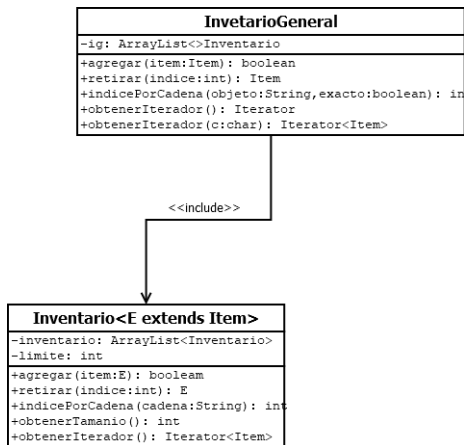 InvetarioGeneral
-ig: ArrayList<>Inventario
+agregar(item:Item): boolean
+retirar(indice:int): Item
+indicePorCadena(objeto:String,exacto:boolean): in
+obtenerIterator(): Iterator
+obtenerIterador(c:char): Iterator<Item>
<<include>>
Inventario<E extends Item>
-inventario: ArrayList<Inventario>
-limite: int
+agregar(item:E): booleam
+retirar(indice:int): E
+indicePorCadena(cadena:String): int
+obtenerTamanio(): int
+obtenerIterador(): Iterator<Item>